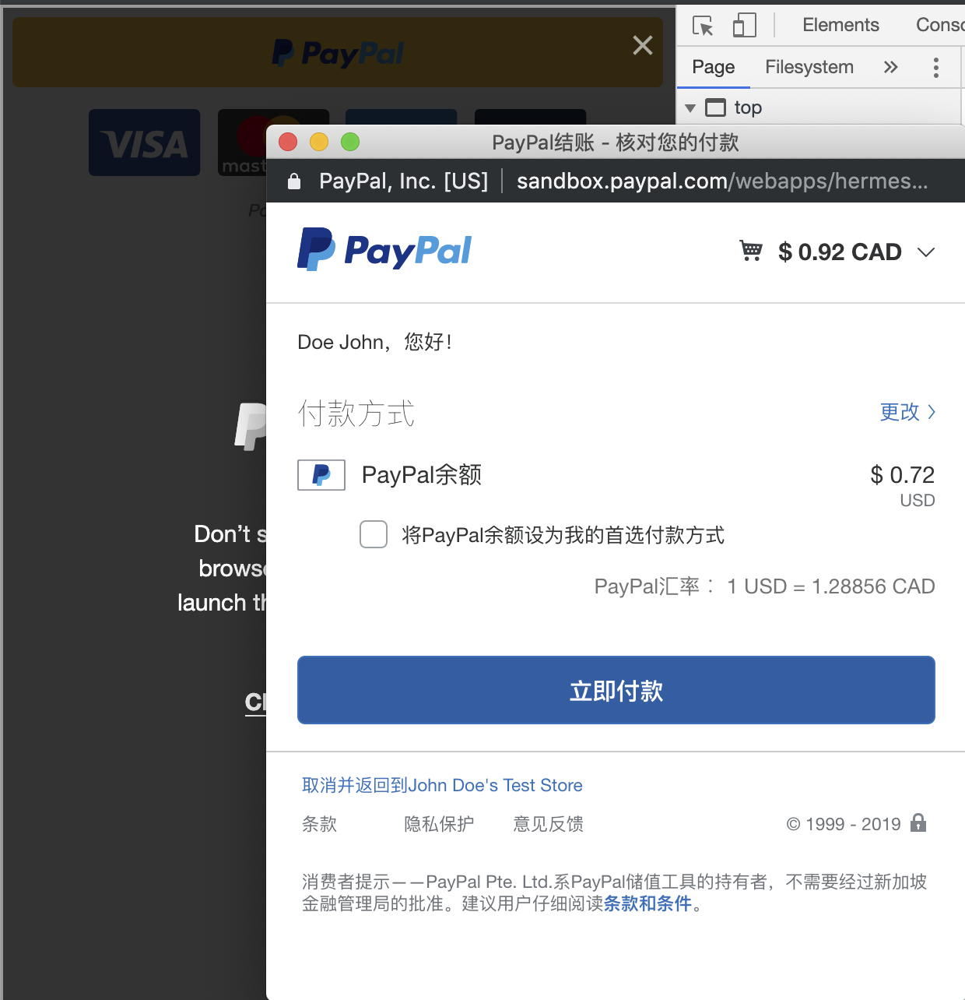 PayPal
Elements
Page
Filesystem
top
VISA
PayPal结账 - 核对您的付款
PayPal, Inc. [US]
sandbox.paypal.com/webapps/hermes...
PayPal
$ 0.92 CAD
Doe John，您好！
付款方式
更改
PayPal余额
$ 0.72
USD
将PayPal余额设为我的首选付款方式
Don’t
PayPal汇率： 1 USD = 1.28856 CAD
launch
立即付款
取消并返回到John Doe's Test Store
条款
隐私保护
意见反馈
© 1999 - 2019
消费者提示——PayPal Pte. Ltd.系PayPal储值工具的持有者，不需要经过新加坡
金融管理局的批准。建议用户仔细阅读条款和条件。